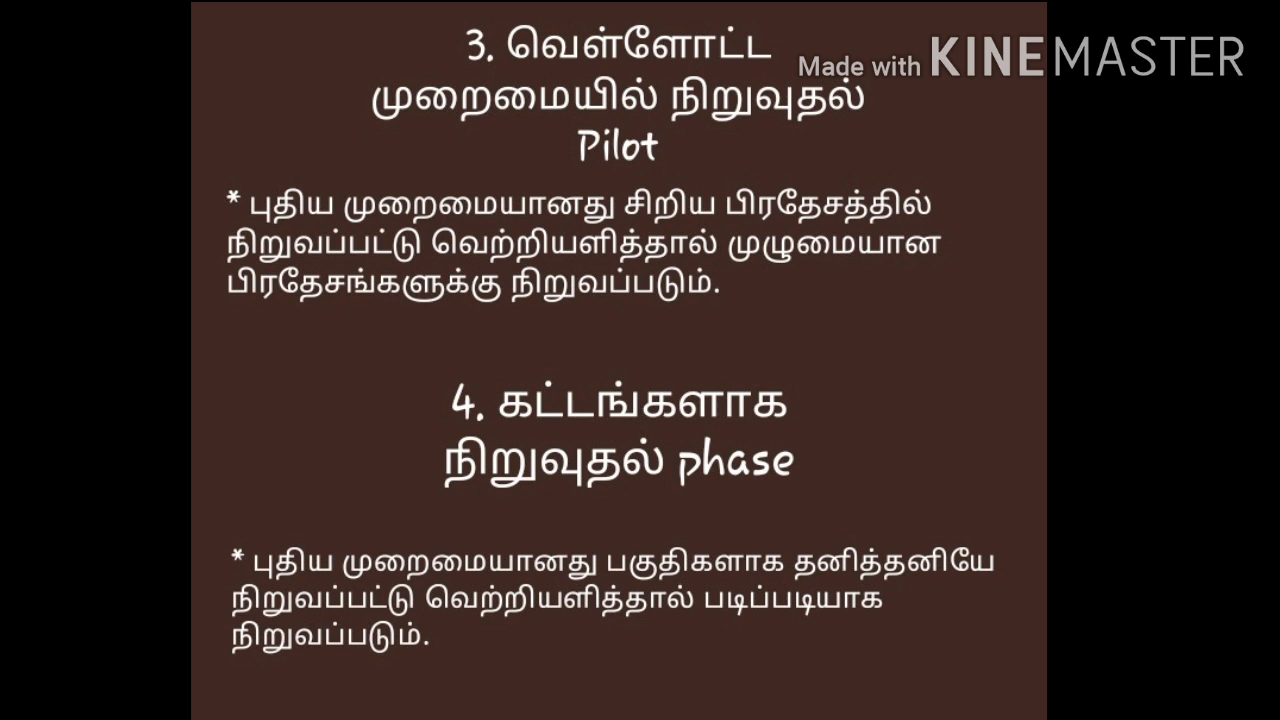 3. வெள்ளோட்ட
Made with KINEMASTER
முறைமையில் நிறுவுதல்
Pilot
* புதிய முறைமையானது சிறிய பிரதேசத்தில்
நிறுவப்பட்டு வெற்றியளித்தால் முழுமையான
பிரதேசங்களுக்கு நிறுவப்படும்.
4. கட்டங்களாக
நிறுவுதல் phase
* புதிய முறைமையானது பகுதிகளாக தனித்தனியே
நிறுவப்பட்டு வெற்றியளித்தால் படிப்படியாக
நிறுவப்படும்.